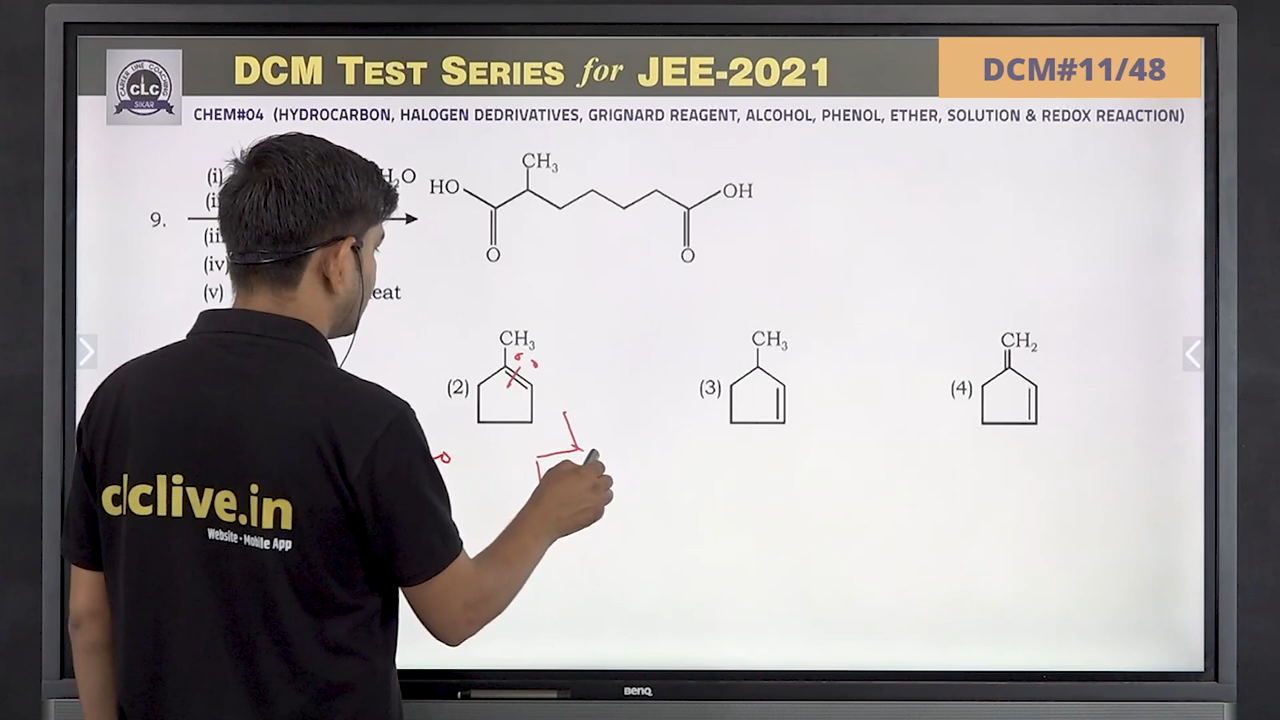 DCM TEST SERIES for JEE-2021
DCM#11/48
CAREER LINE COACHING
CLC
SIKAR
CHEM#04 (HYDROCARBON, HALOGEN DEDRIVATIVES, GRIGNARD REAGENT, ALCOHOL, PHENOL, ETHER, SOLUTION & REDOX REAACTION)
9.
(i)
H₂O
(iv)
(v)
eat
CH₃
HO
OH
O
O
(2)
CH₃
(3)
CH₃
(4)
CH₂
clclive.in
Website · Mobile App
BenQ